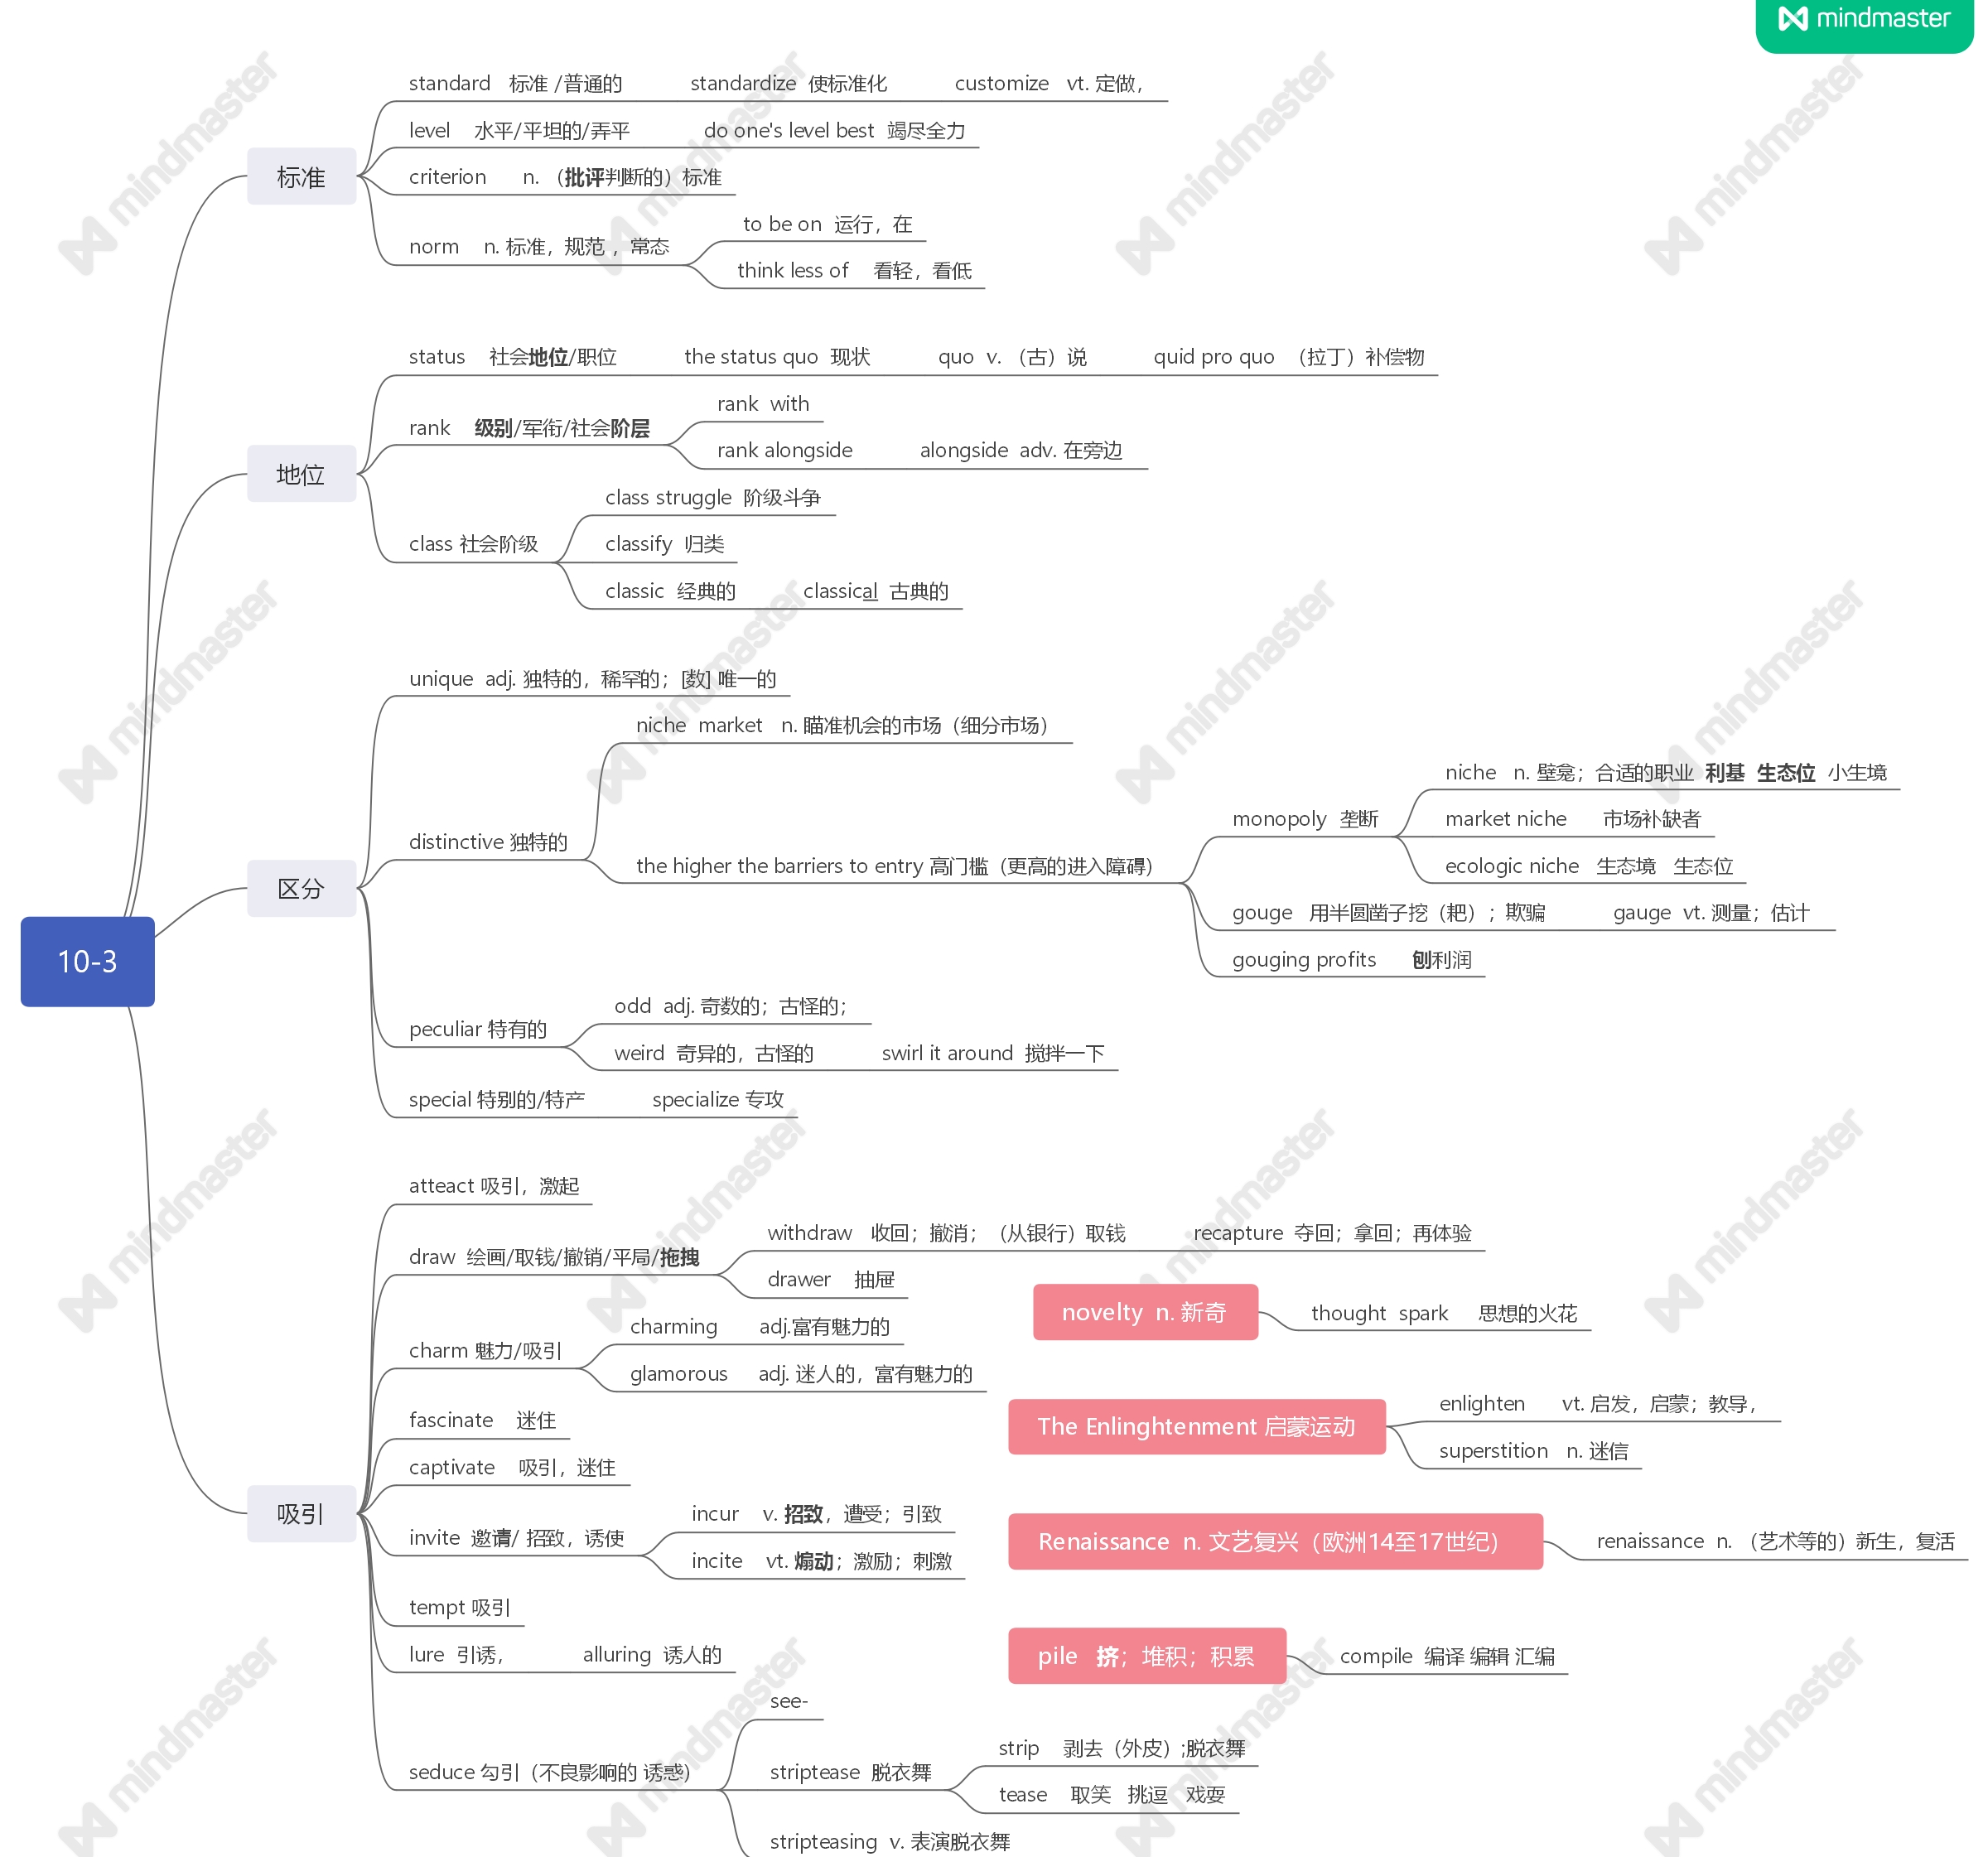 mindmaster
10-3
标准
standard 标准 /普通的 standardize 使标准化 customize vt. 定做，
level 水平/平坦的/弄平 do one's level best 竭尽全力
criterion n. （批评判断的）标准
norm n. 标准，规范 ，常态
to be on 运行，在
think less of 看轻，看低
地位
status 社会地位/职位 the status quo 现状 quo v. （古）说 quid pro quo （拉丁）补偿物
rank 级别/军衔/社会阶层
rank with
rank alongside alongside adv. 在旁边
class 社会阶级
class struggle 阶级斗争
classify 归类
classic 经典的 classical 古典的
区分
unique adj. 独特的，稀罕的；[数] 唯一的
distinctive 独特的
niche market n. 瞄准机会的市场（细分市场）
the higher the barriers to entry 高门槛（更高的进入障碍）
monopoly 垄断
niche n. 壁龛；合适的职业 利基 生态位 小生境
market niche 市场补缺者
ecologic niche 生态境 生态位
gouge 用半圆凿子挖（耙）；欺骗 gauge vt. 测量；估计
gouging profits 刨利润
peculiar 特有的
odd adj. 奇数的；古怪的；
weird 奇异的，古怪的 swirl it around 搅拌一下
special 特别的/特产 specialize 专攻
吸引
atteact 吸引，激起
draw 绘画/取钱/撤销/平局/拖拽
withdraw 收回；撤消；（从银行）取钱 recapture 夺回；拿回；再体验
drawer 抽屉
charm 魅力/吸引
charming adj.富有魅力的
glamorous adj. 迷人的，富有魅力的
fascinate 迷住
captivate 吸引，迷住
invite 邀请/ 招致，诱使
incur v. 招致，遭受；引致
incite vt. 煽动；激励；刺激
tempt 吸引
lure 引诱， alluring 诱人的
seduce 勾引（不良影响的 诱惑）
see-
striptease 脱衣舞
strip 剥去（外皮）;脱衣舞
tease 取笑 挑逗 戏耍
stripteasing v. 表演脱衣舞
novelty n. 新奇
thought spark 思想的火花
The Enlinghtenment 启蒙运动
enlighten vt. 启发，启蒙；教导，
superstition n. 迷信
Renaissance n. 文艺复兴（欧洲14至17世纪）
renaissance n. （艺术等的）新生，复活
pile 挤；堆积；积累
compile 编译 编辑 汇编